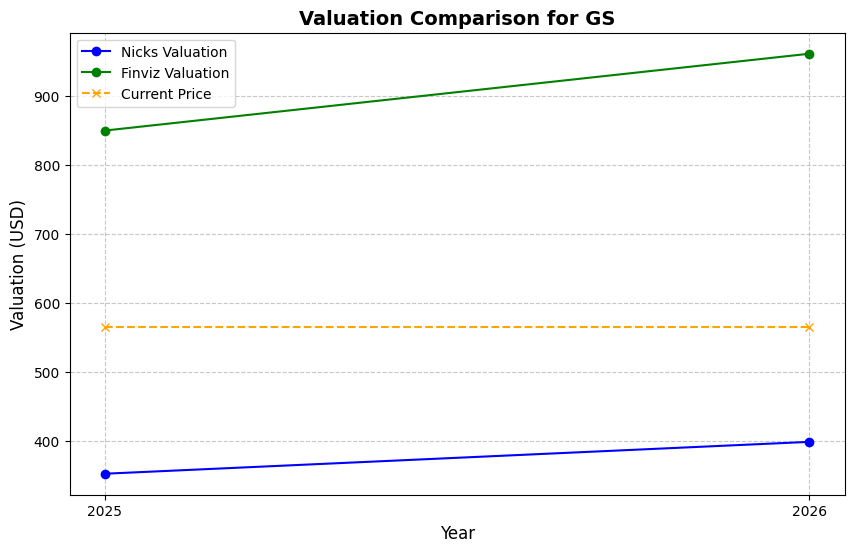 Valuation Comparison for GS
Nicks Valuation
Finviz Valuation
Current Price
Valuation (USD)
900
800
700
600
500
400
2025
2026
Year